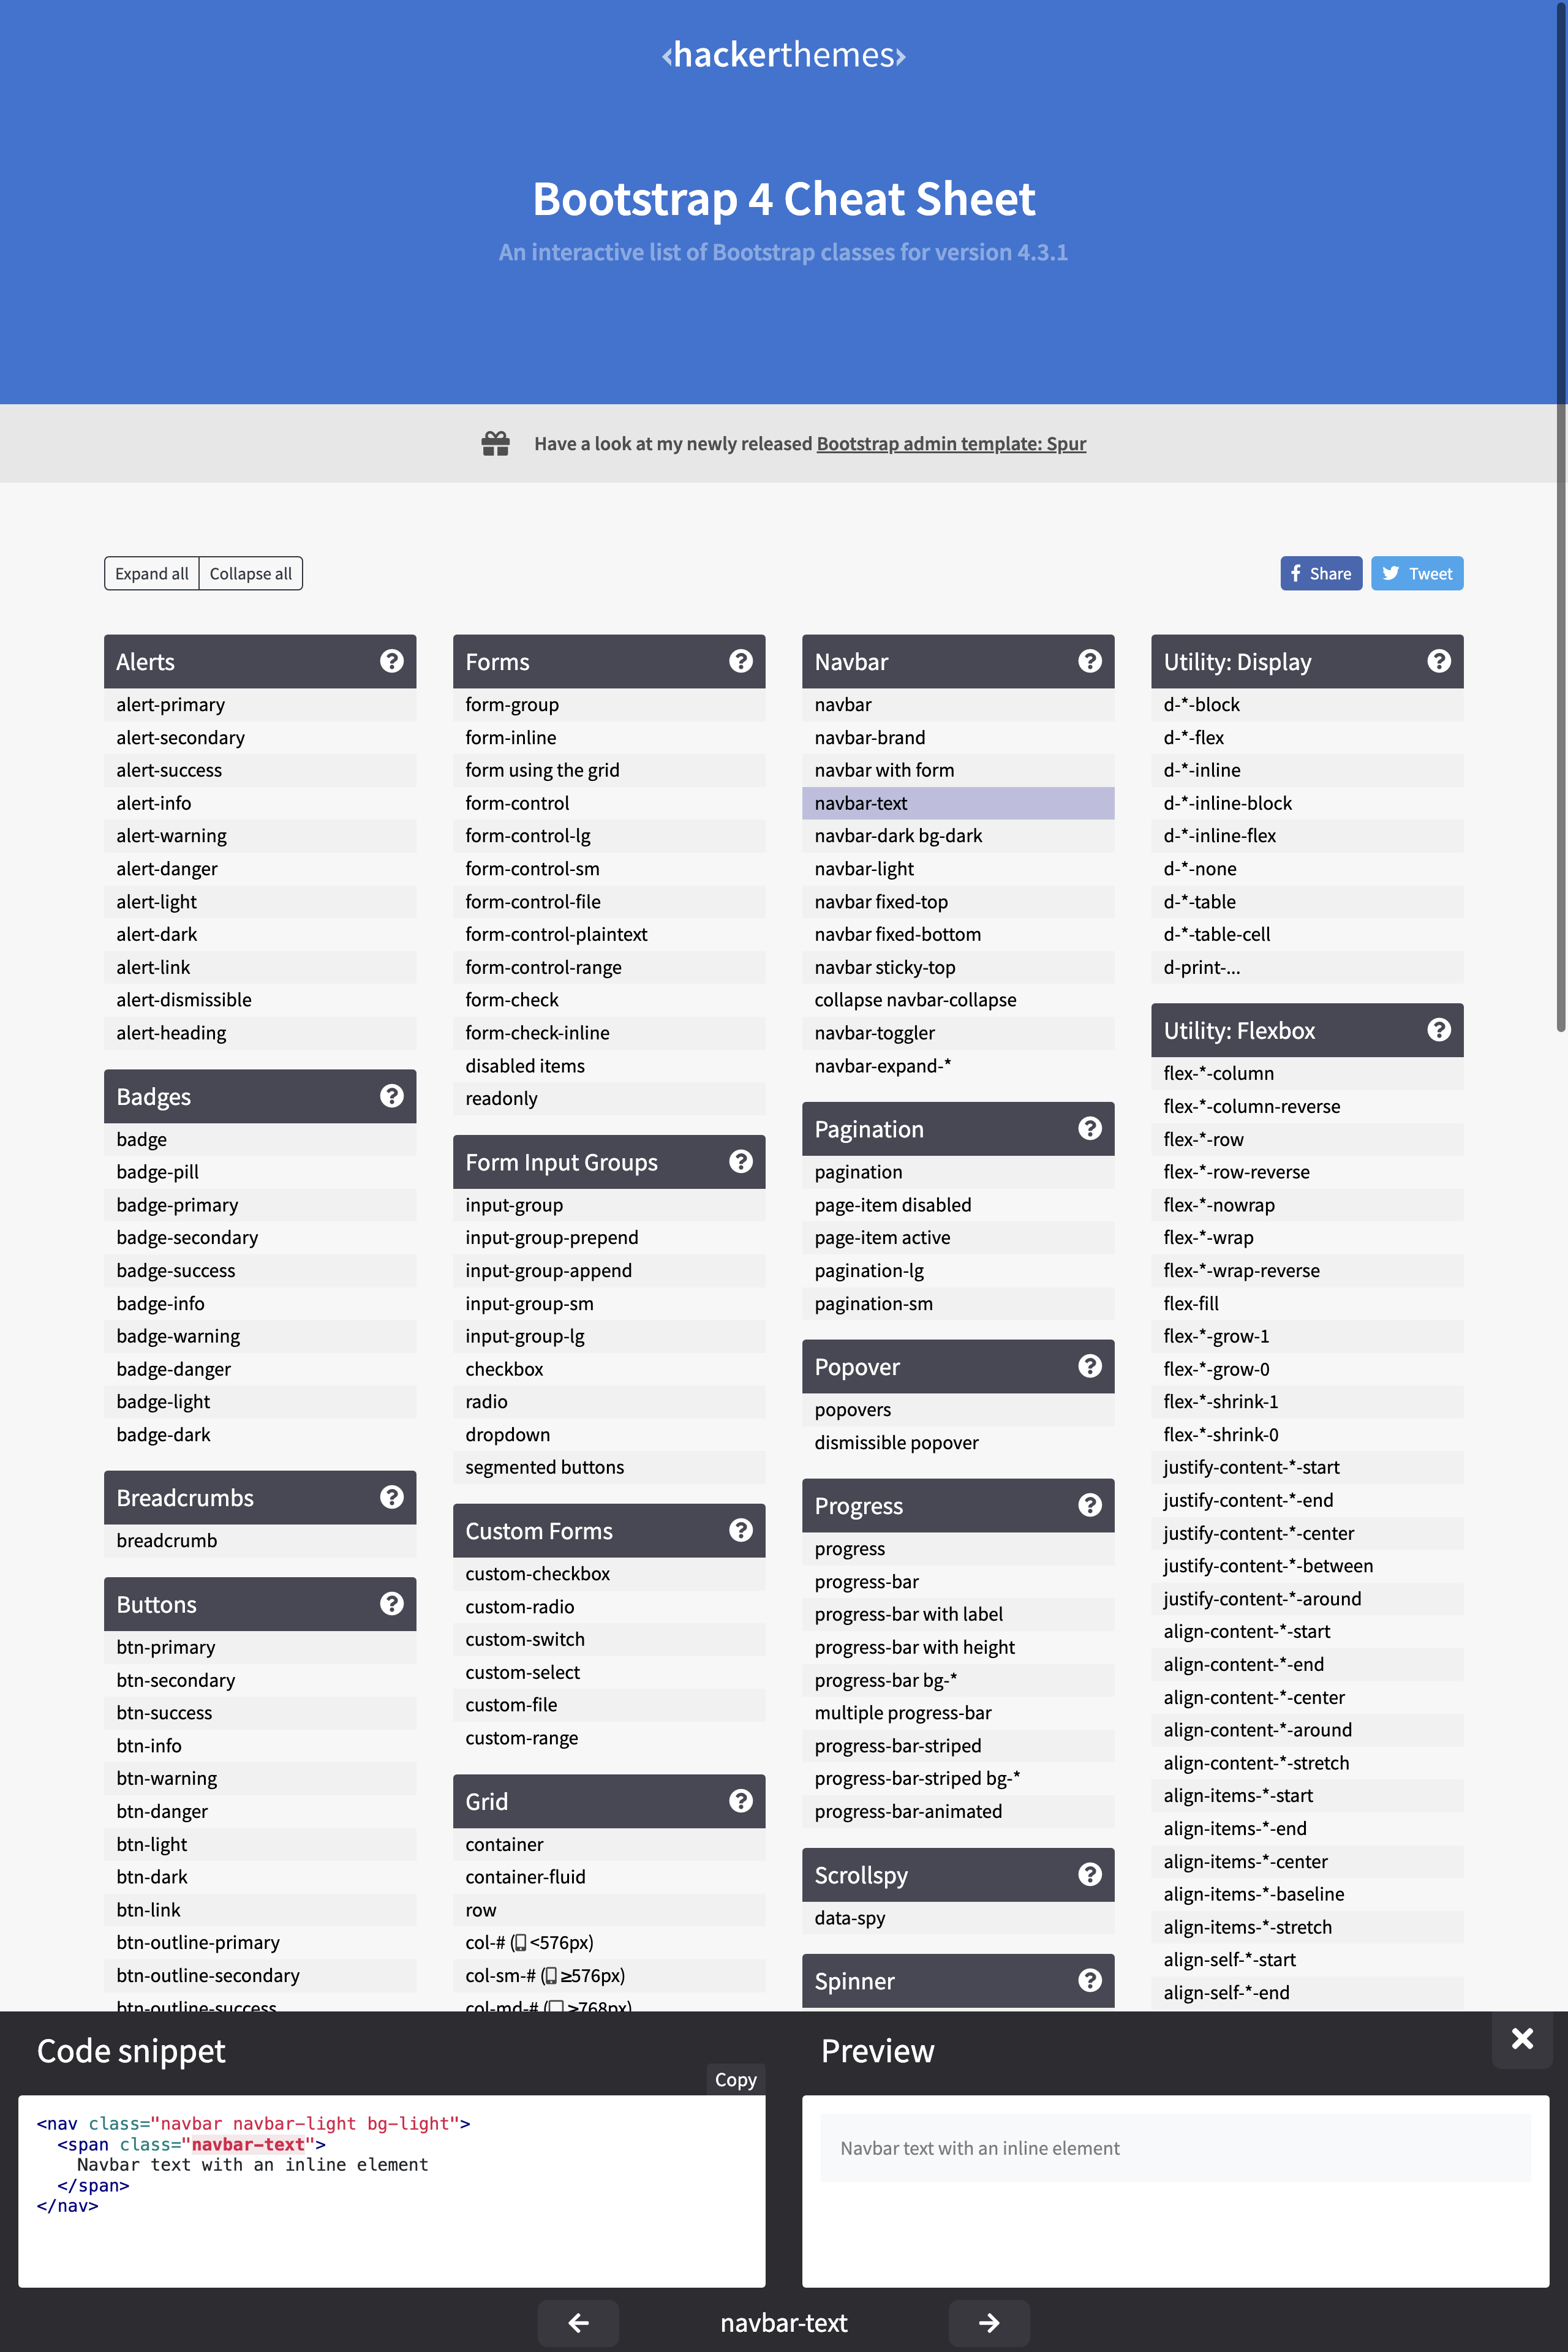 ‹hackerthemes›
Bootstrap 4 Cheat Sheet
An interactive list of Bootstrap classes for version 4.3.1
Have a look at my newly released Bootstrap admin template: Spur
Expand all
Collapse all
Share
Tweet
Alerts
alert-primary
alert-secondary
alert-success
alert-info
alert-warning
alert-danger
alert-light
alert-dark
alert-link
alert-dismissible
alert-heading
Badges
badge
badge-pill
badge-primary
badge-secondary
badge-success
badge-info
badge-warning
badge-danger
badge-light
badge-dark
Breadcrumbs
breadcrumb
Buttons
btn-primary
btn-secondary
btn-success
btn-info
btn-warning
btn-danger
btn-light
btn-dark
btn-link
btn-outline-primary
btn-outline-secondary
btn-outline-success
Forms
form-group
form-inline
form using the grid
form-control
form-control-lg
form-control-sm
form-control-file
form-control-plaintext
form-control-range
form-check
form-check-inline
disabled items
readonly
Form Input Groups
input-group
input-group-prepend
input-group-append
input-group-sm
input-group-lg
checkbox
radio
dropdown
segmented buttons
Custom Forms
custom-checkbox
custom-radio
custom-switch
custom-select
custom-file
custom-range
Grid
container
container-fluid
row
col-# (<576px)
col-sm-# (≥576px)
col-md-# (≥768px)
Navbar
navbar
navbar-brand
navbar with form
navbar-text
navbar-dark bg-dark
navbar-light
navbar fixed-top
navbar fixed-bottom
navbar sticky-top
collapse navbar-collapse
navbar-toggler
navbar-expand-*
Pagination
pagination
page-item disabled
page-item active
pagination-lg
pagination-sm
Popover
popovers
dismissible popover
Progress
progress
progress-bar
progress-bar with label
progress-bar with height
progress-bar bg-*
multiple progress-bar
progress-bar-striped
progress-bar-striped bg-*
progress-bar-animated
Scrollspy
data-spy
Spinner
Utility: Display
d-*-block
d-*-flex
d-*-inline
d-*-inline-block
d-*-inline-flex
d-*-none
d-*-table
d-*-table-cell
d-print-...
Utility: Flexbox
flex-*-column
flex-*-column-reverse
flex-*-row
flex-*-row-reverse
flex-*-nowrap
flex-*-wrap
flex-*-wrap-reverse
flex-fill
flex-*-grow-1
flex-*-grow-0
flex-*-shrink-1
flex-*-shrink-0
justify-content-*-start
justify-content-*-end
justify-content-*-center
justify-content-*-between
justify-content-*-around
align-content-*-start
align-content-*-end
align-content-*-center
align-content-*-around
align-content-*-stretch
align-items-*-start
align-items-*-end
align-items-*-center
align-items-*-baseline
align-items-*-stretch
align-self-*-start
align-self-*-end
Code snippet
Copy
<nav class="navbar navbar-light bg-light">
  <span class="navbar-text">
    Navbar text with an inline element
  </span>
</nav>
Preview
Navbar text with an inline element
navbar-text